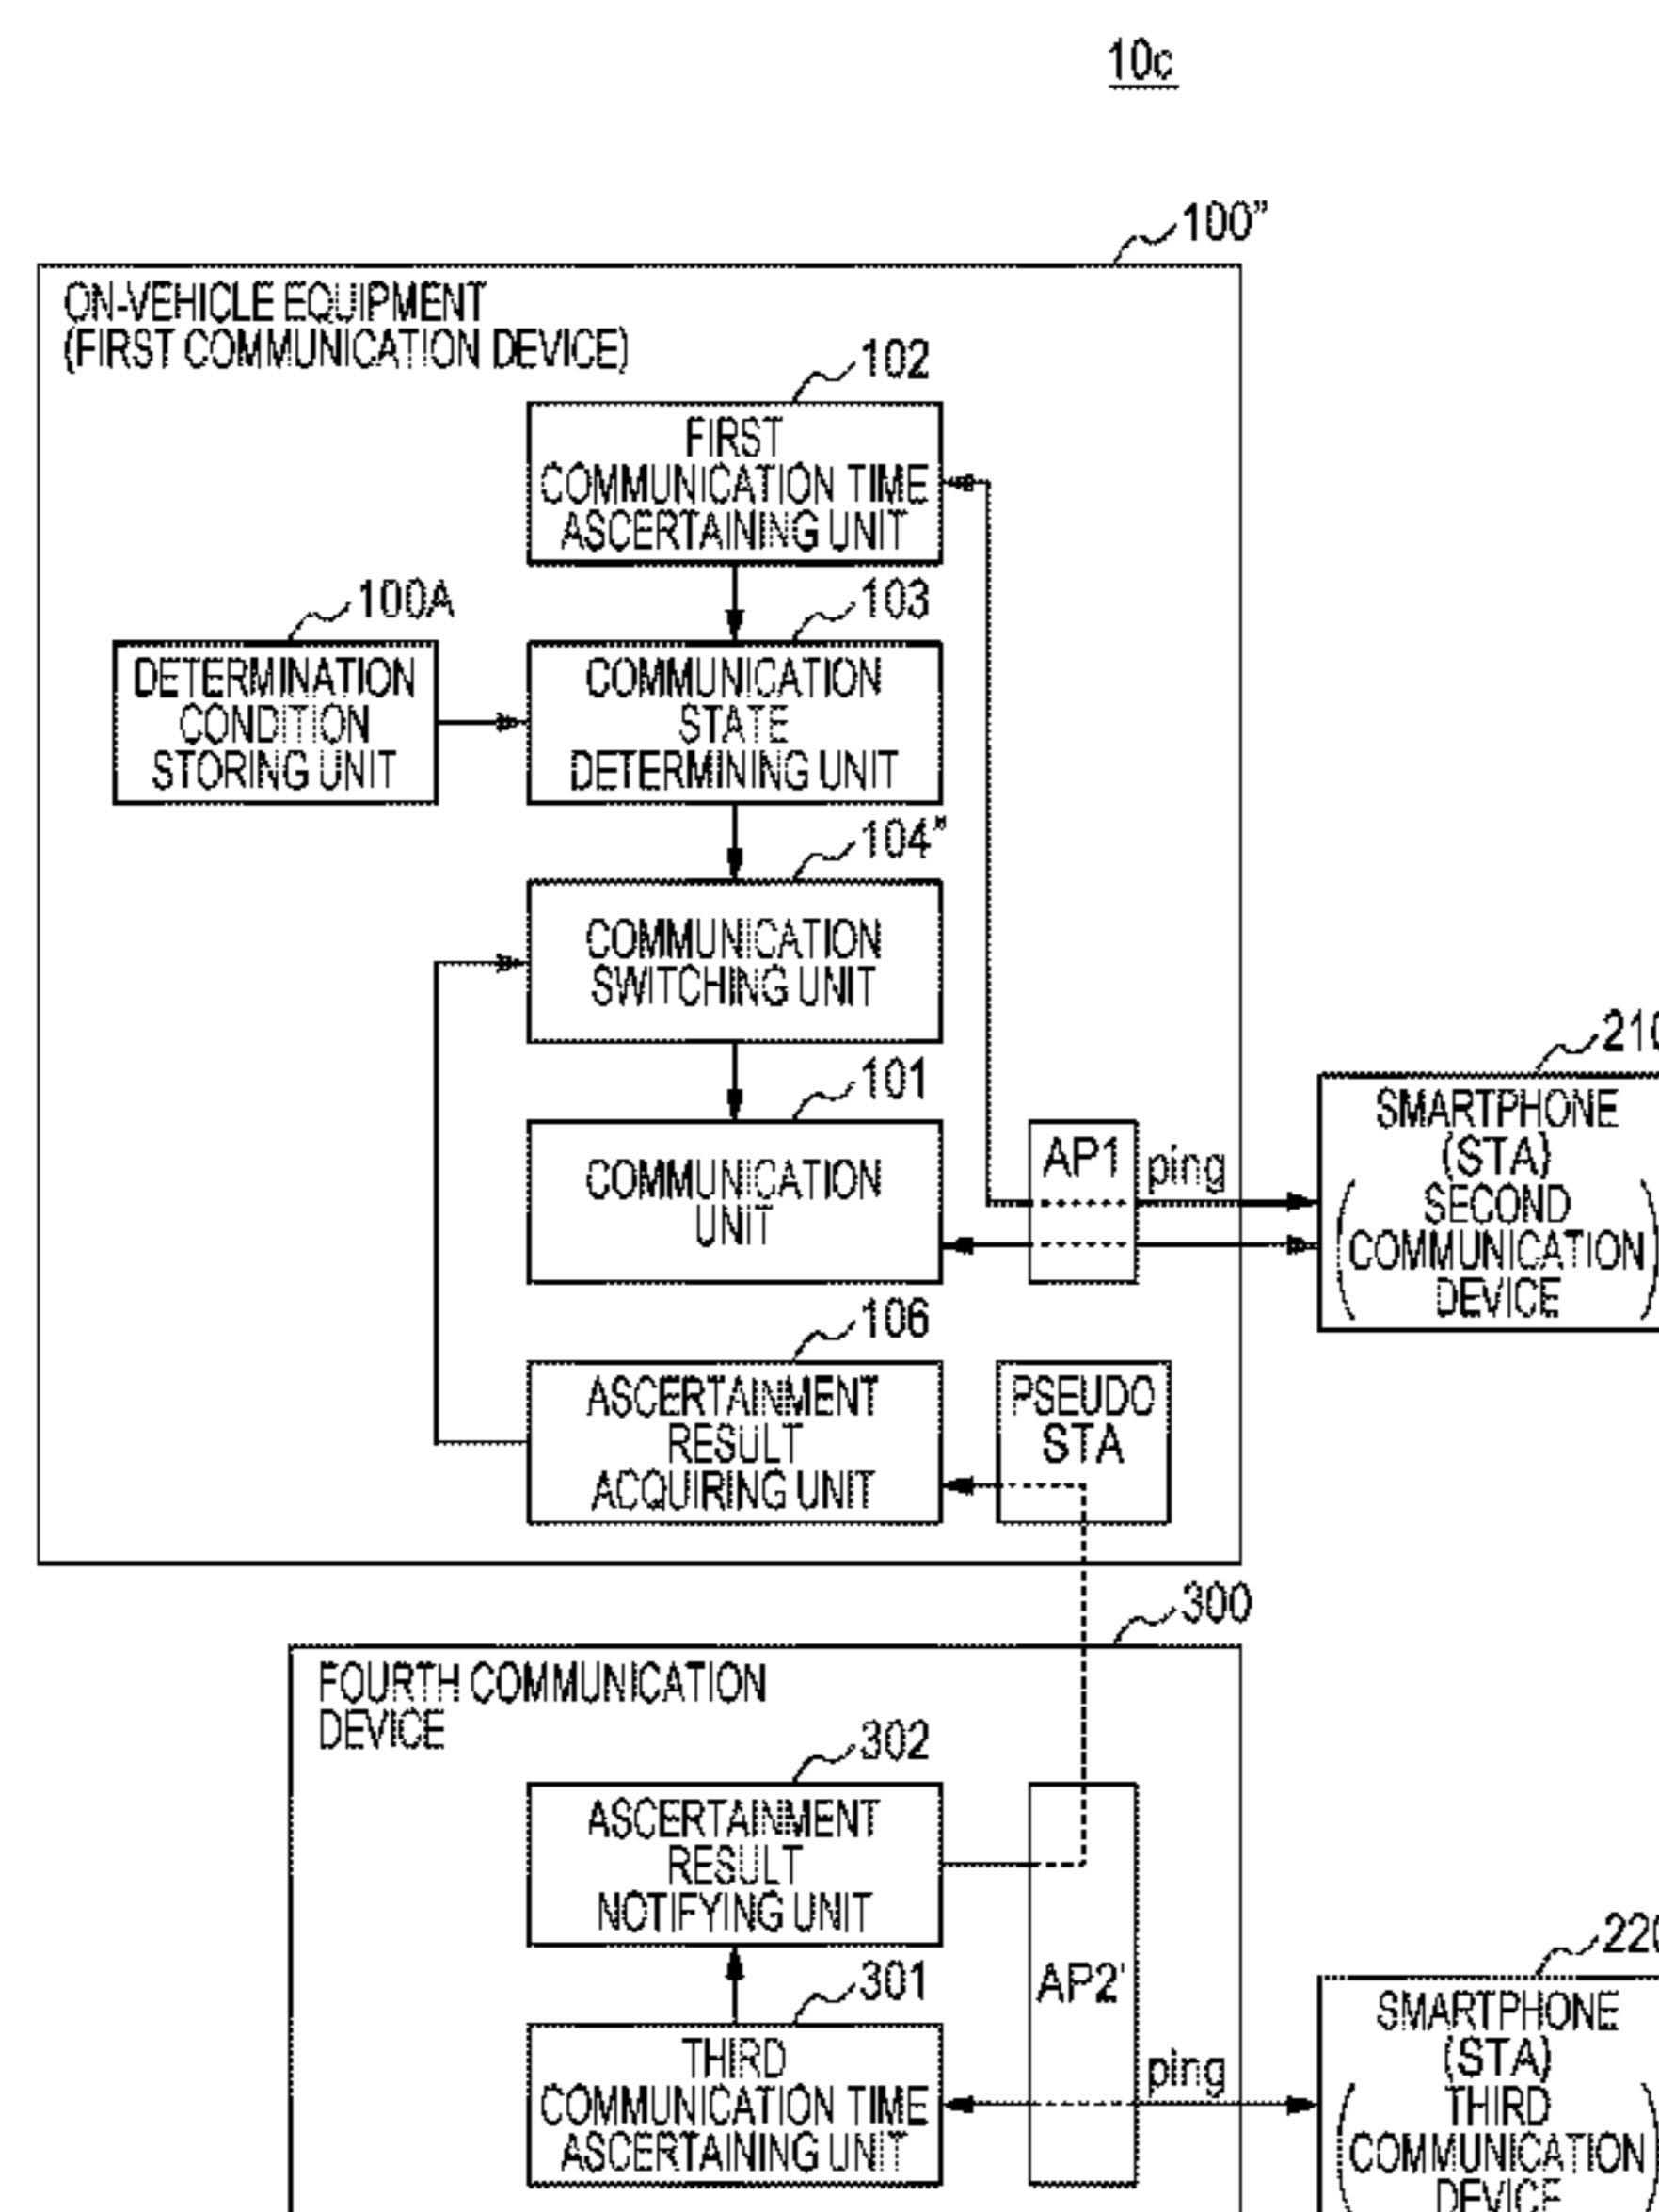 10c
100”
ON-VEHICLE EQUIPMENT
(FIRST COMMUNICATION DEVICE)
102
FIRST
COMMUNICATION TIME
ASCERTAINING UNIT
100A
103
DETERMINATION
CONDITION
STORING UNIT
COMMUNICATION
STATE
DETERMINING UNIT
104”
COMMUNICATION
SWITCHING UNIT
101
COMMUNICATION
UNIT
AP1
ping
210
SMARTPHONE
(STA)
(SECOND
COMMUNICATION
DEVICE)
106
ASCERTAINMENT
RESULT
ACQUIRING UNIT
PSEUDO
STA
300
FOURTH COMMUNICATION
DEVICE
302
ASCERTAINMENT
RESULT
NOTIFYING UNIT
AP2'
301
THIRD
COMMUNICATION TIME
ASCERTAINING UNIT
ping
220
SMARTPHONE
(STA)
(THIRD
COMMUNICATION
DEVICE